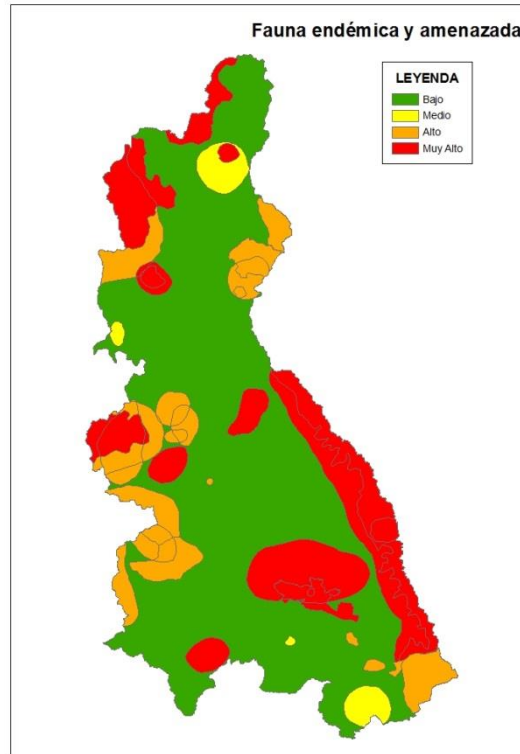 Fauna endémica y amenazada
LEYENDA
Bajo
Medio
Alto
Muy Alto